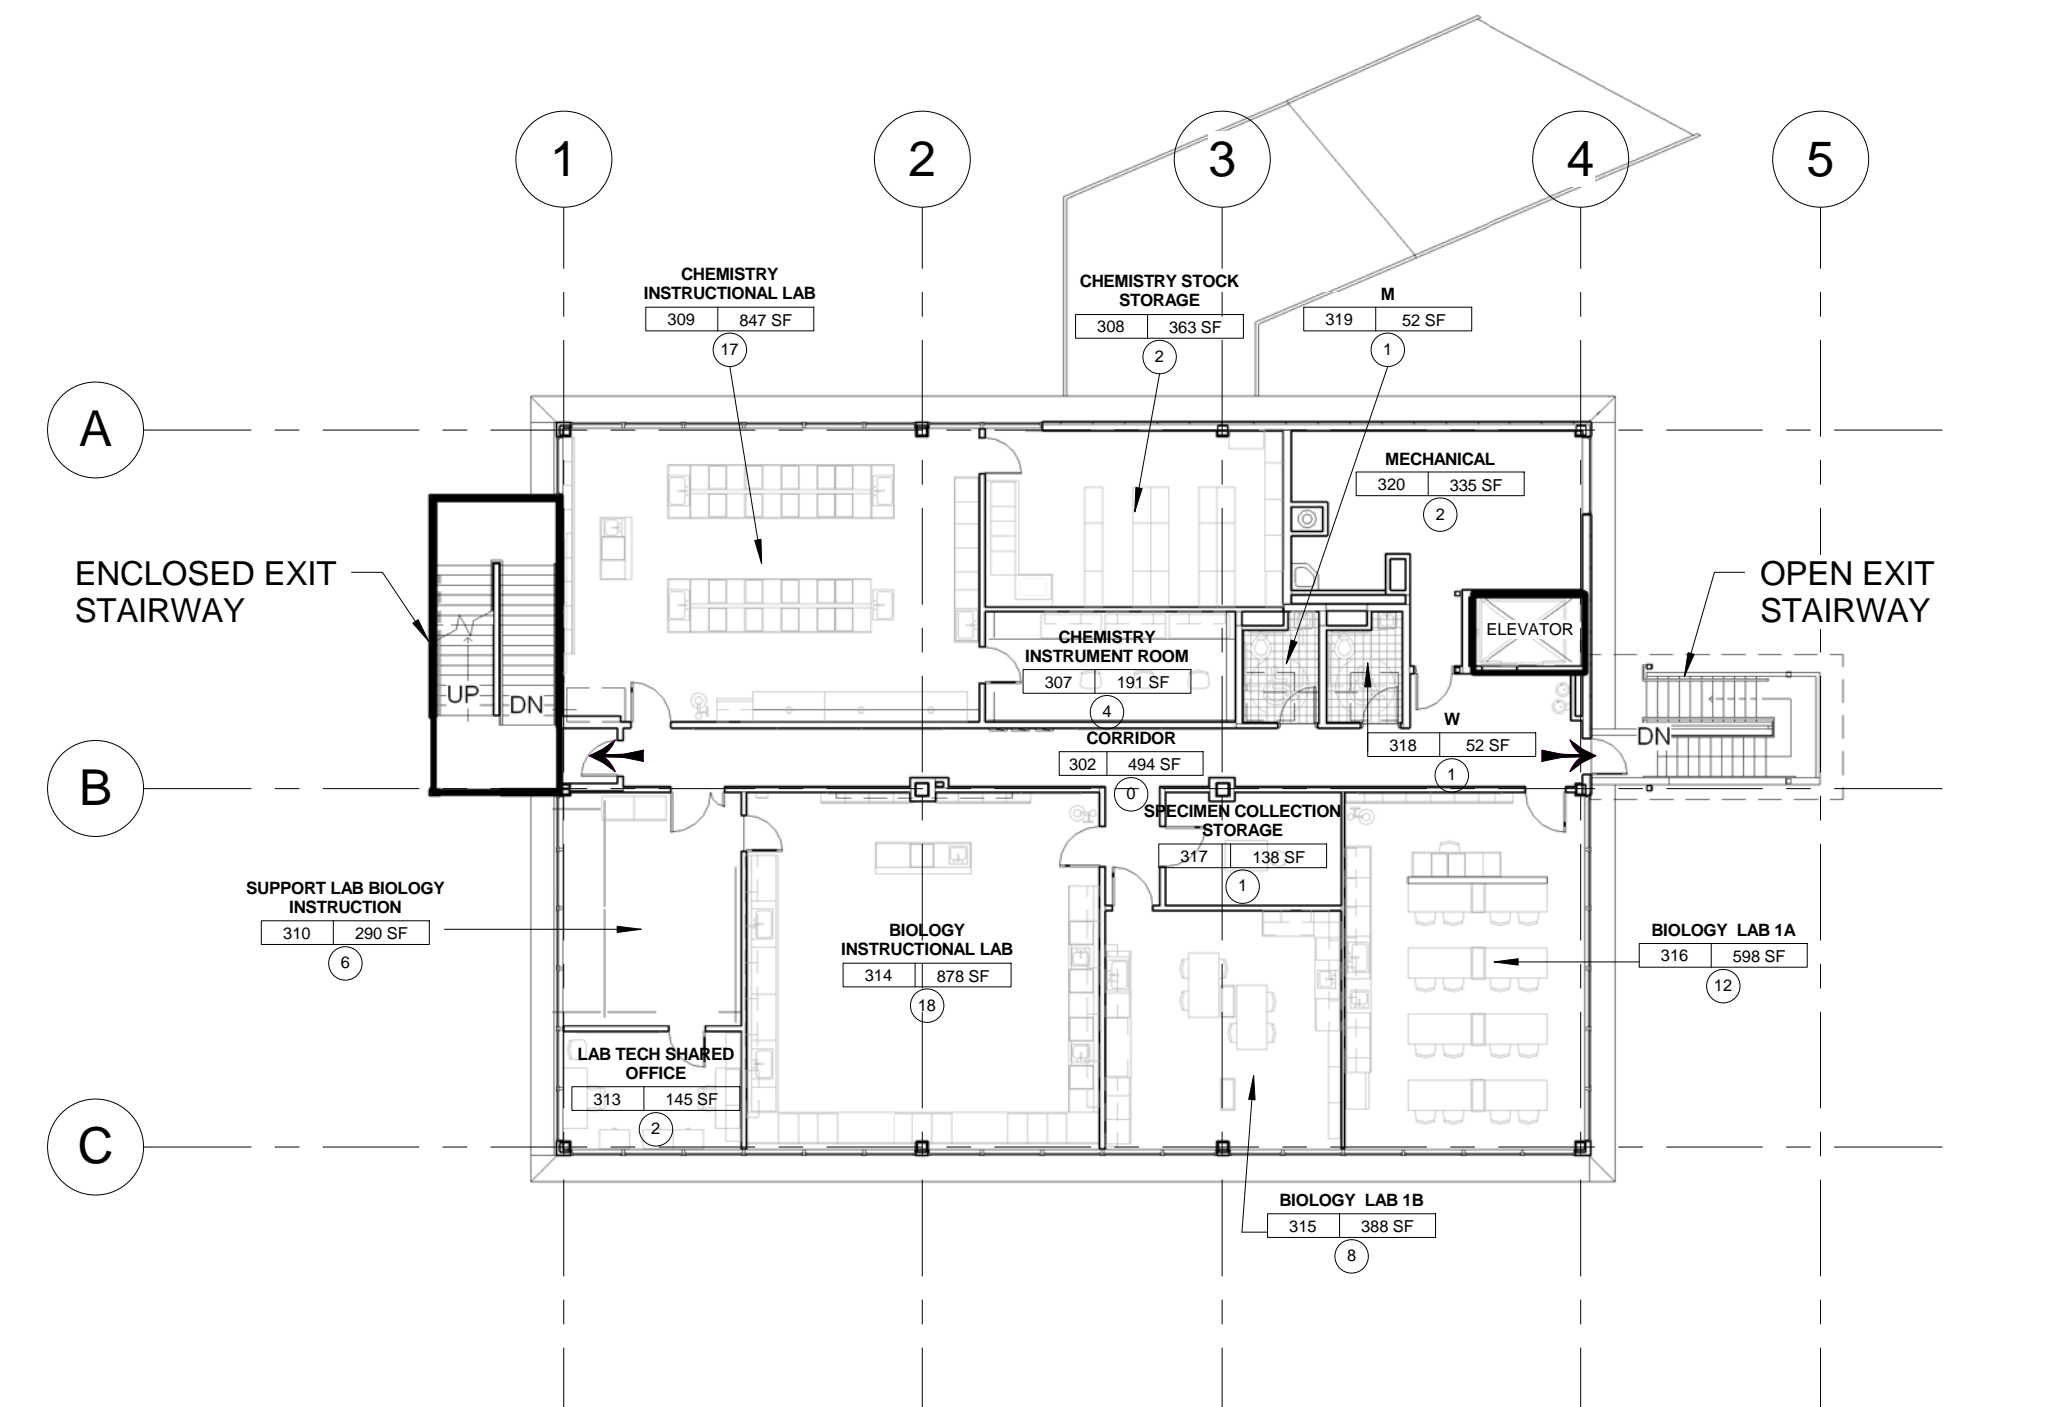 1
2
3
4
5
CHEMISTRY
INSTRUCTIONAL LAB
309 847 SF
17
CHEMISTRY STOCK
STORAGE
308 363 SF
2
M
319 52 SF
1
A
MECHANICAL
320 335 SF
2
ENCLOSED EXIT
STAIRWAY
OPEN EXIT
STAIRWAY
ELEVATOR
CHEMISTRY
INSTRUMENT ROOM
307 191 SF
4
UP
DN
W
318 52 SF
1
DN
CORRIDOR
302 494 SF
0
B
SPECIMEN COLLECTION
STORAGE
317 138 SF
1
SUPPORT LAB BIOLOGY
INSTRUCTION
310 290 SF
6
BIOLOGY
INSTRUCTIONAL LAB
314 878 SF
18
BIOLOGY LAB 1A
316 598 SF
12
LAB TECH SHARED
OFFICE
313 145 SF
2
C
BIOLOGY LAB 1B
315 388 SF
8